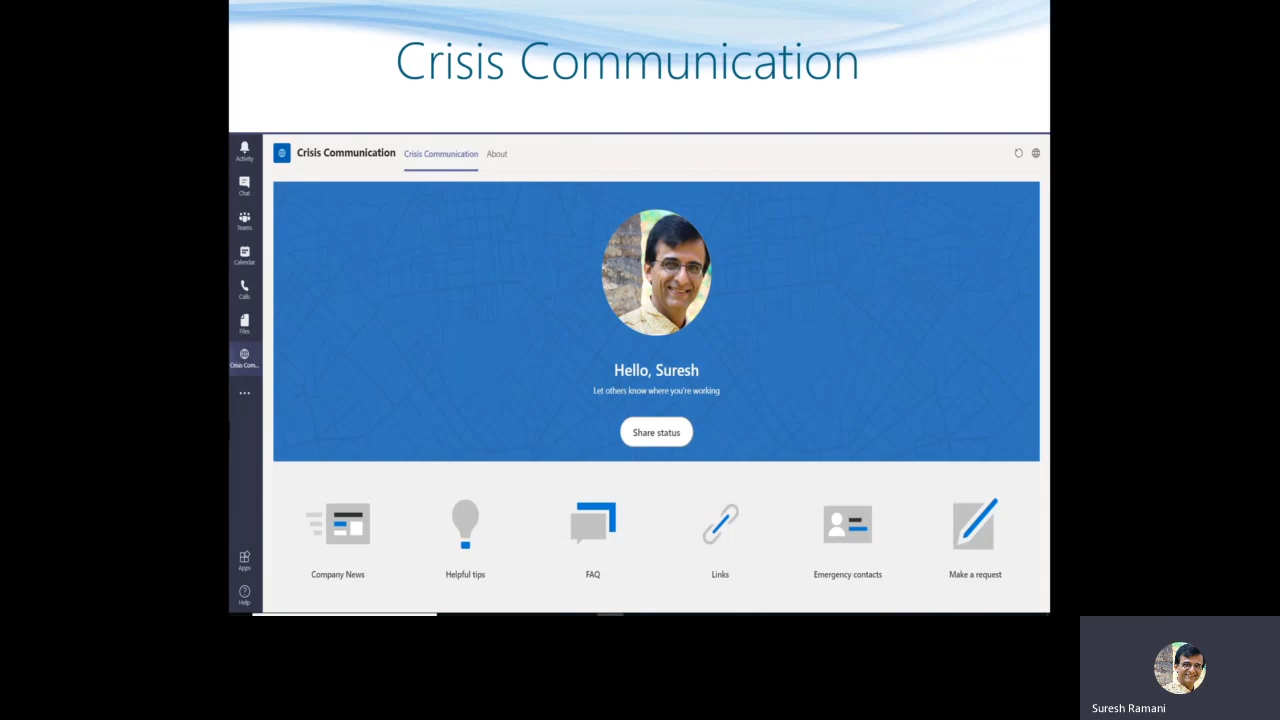 Crisis Communication
Crisis Communication
Crisis Communication
About
Activity
Chat
Teams
Calendar
Calls
Files
Crisis Com...
Apps
Help
Hello, Suresh
Let others know where you're working
Share status
Company News
Helpful tips
FAQ
Links
Emergency contacts
Make a request
Suresh Ramani